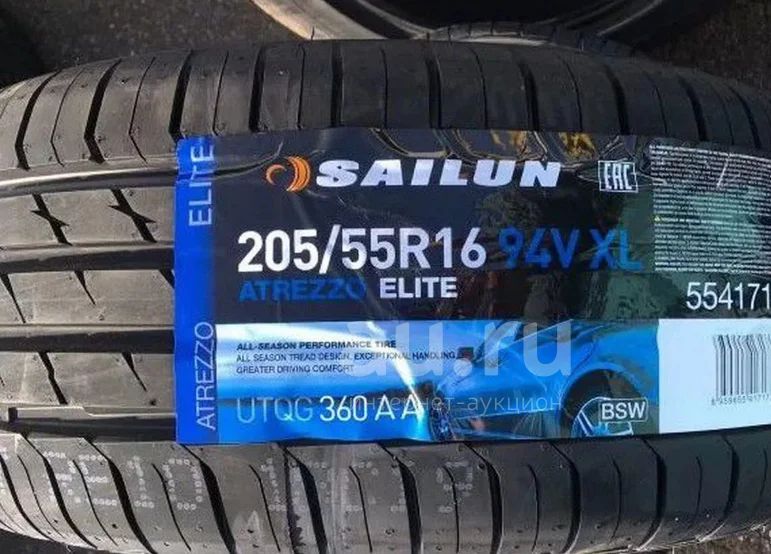 SAILUN
EAC
205/55R16 94V XL
ATREZZO ELITE
554171
ATREZZO ELITE
ALL-SEASON PERFORMANCE TIRE
ALL SEASON TREAD DESIGN, EXCEPTIONAL HANDLING,
GREATER DRIVING COMFORT
UTQG 360 A A
BSW
au.ru
интернет-аукцион